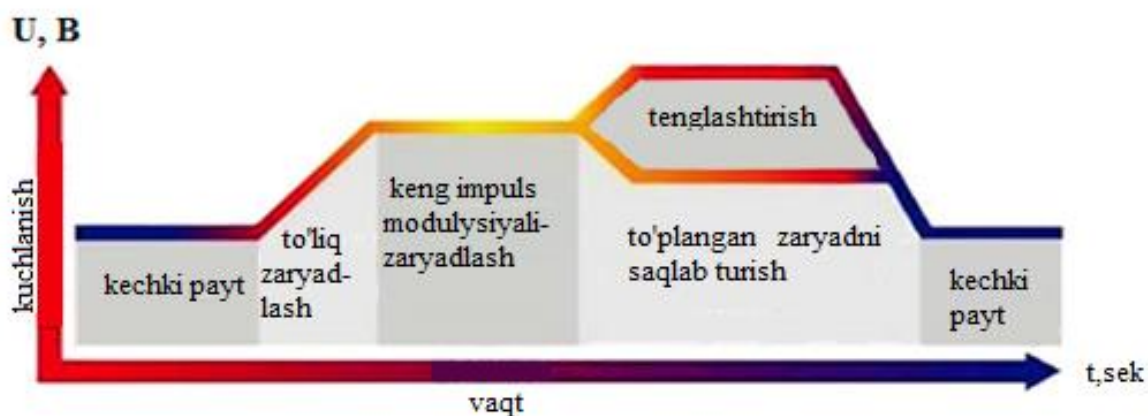 U, B
kuchlanish
kechki payt
to'liq
zaryad-
lash
keng impuls
modulysiyali-
zaryadlash
tenglashtirish
to'plangan zaryadni
saqlab turish
kechki
payt
t,sek
vaqt